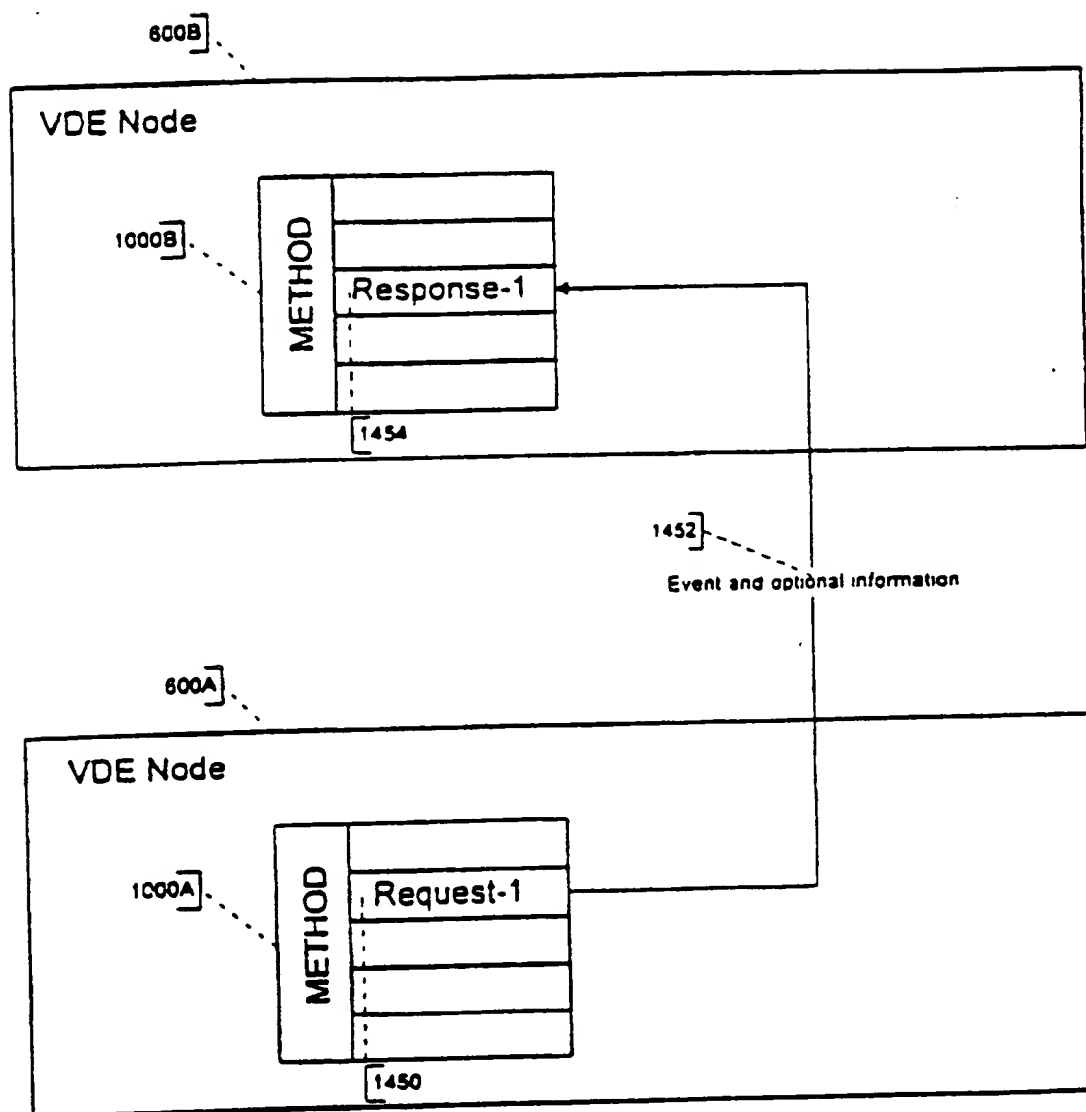 600B
VDE Node
METHOD
1000B
Response-1
1454
1452
Event and optional information
600A
VDE Node
METHOD
1000A
Request-1
1450